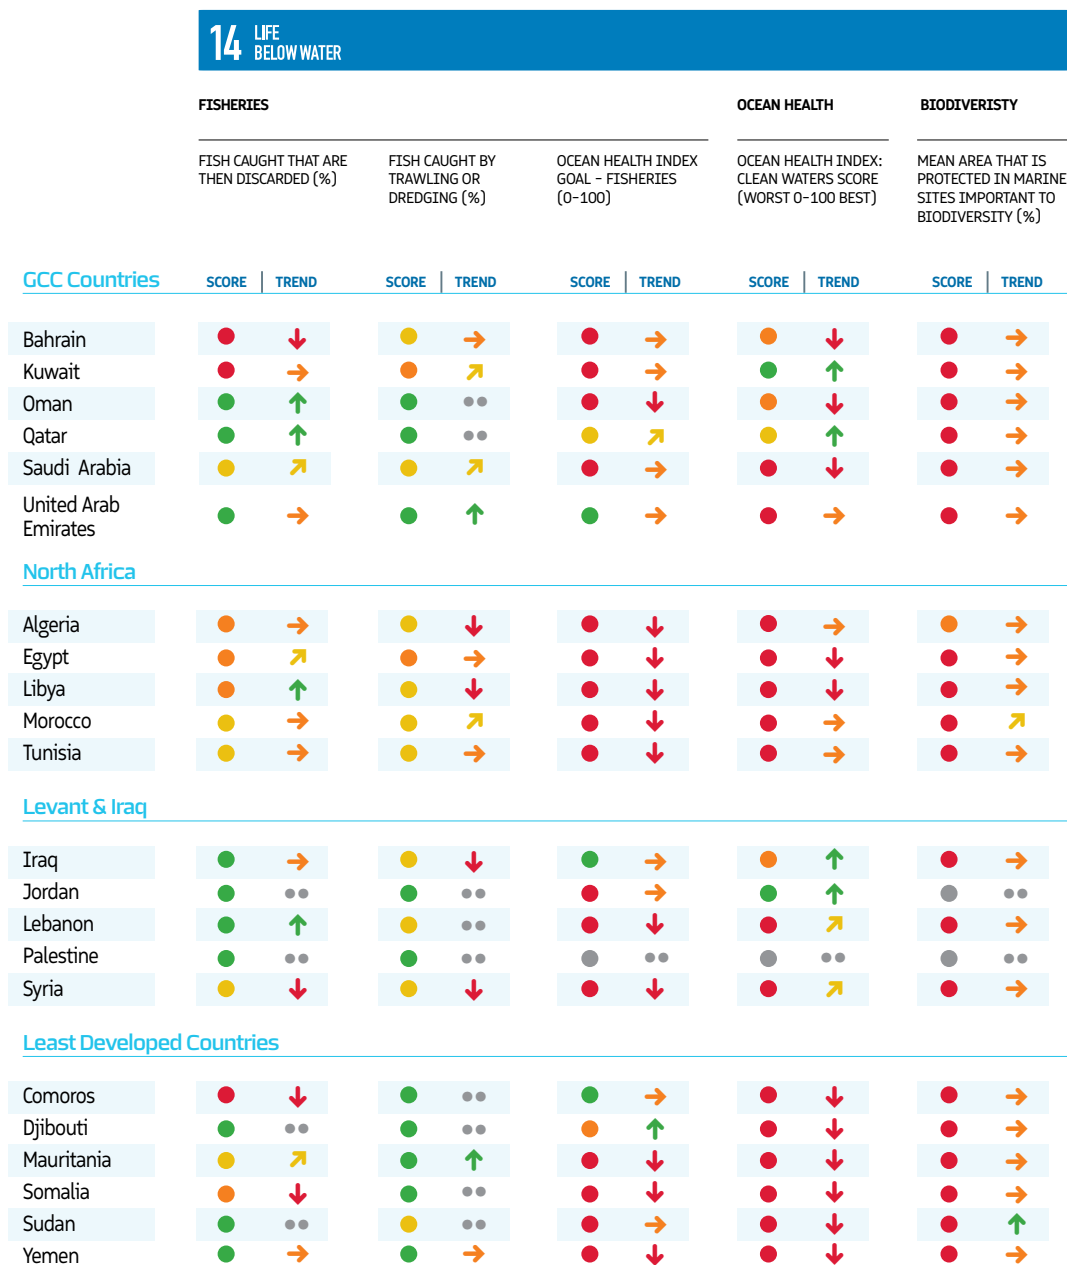 14 LIFE
BELOW WATER
FISHERIES
OCEAN HEALTH
BIODIVERISTY
FISH CAUGHT THAT ARE
THEN DISCARDED (%)
FISH CAUGHT BY
TRAWLING OR
DREDGING (%)
OCEAN HEALTH INDEX
GOAL - FISHERIES
(0-100)
OCEAN HEALTH INDEX:
CLEAN WATERS SCORE
(WORST 0-100 BEST)
MEAN AREA THAT IS
PROTECTED IN MARINE
SITES IMPORTANT TO
BIODIVERSITY (%)
GCC Countries SCORE | TREND SCORE | TREND SCORE | TREND SCORE | TREND SCORE | TREND
Bahrain
Kuwait
Oman
Qatar
Saudi Arabia
United Arab
Emirates
North Africa
Algeria
Egypt
Libya
Morocco
Tunisia
Levant & Iraq
Iraq
Jordan
Lebanon
Palestine
Syria
Least Developed Countries
Comoros
Djibouti
Mauritania
Somalia
Sudan
Yemen